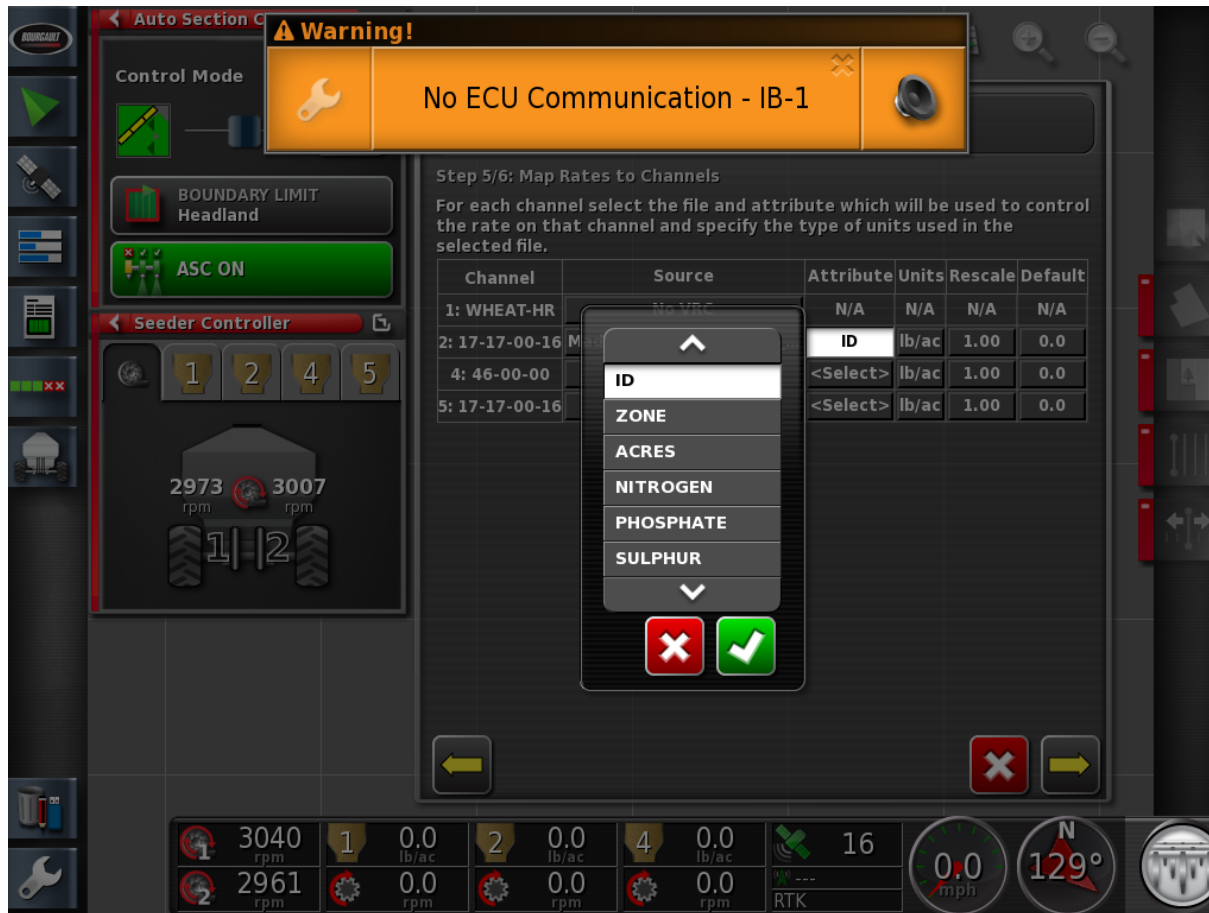 BOURGAULT
Auto Section C
Warning!
No ECU Communication - IB-1
Control Mode
BOUNDARY LIMIT
Headland
ASC ON
Seeder Controller
1 2 4 5
2973 3007
rpm rpm
1 2
Step 5/6: Map Rates to Channels
For each channel select the file and attribute which will be used to control
the rate on that channel and specify the type of units used in the
selected file.
Channel Source Attribute Units Rescale Default
1: WHEAT-HR No VRC N/A N/A N/A N/A
2: 17-17-00-16 ID lb/ac 1.00 0.0
4: 46-00-00 <Select> lb/ac 1.00 0.0
5: 17-17-00-16 <Select> lb/ac 1.00 0.0
ID
ZONE
ACRES
NITROGEN
PHOSPHATE
SULPHUR
1 3040 rpm 1 0.0 lb/ac 2 0.0 lb/ac 4 0.0 lb/ac 16
2 2961 rpm 0.0 rpm 0.0 rpm 0.0 rpm ---
RTK
0.0
mph
N
129°